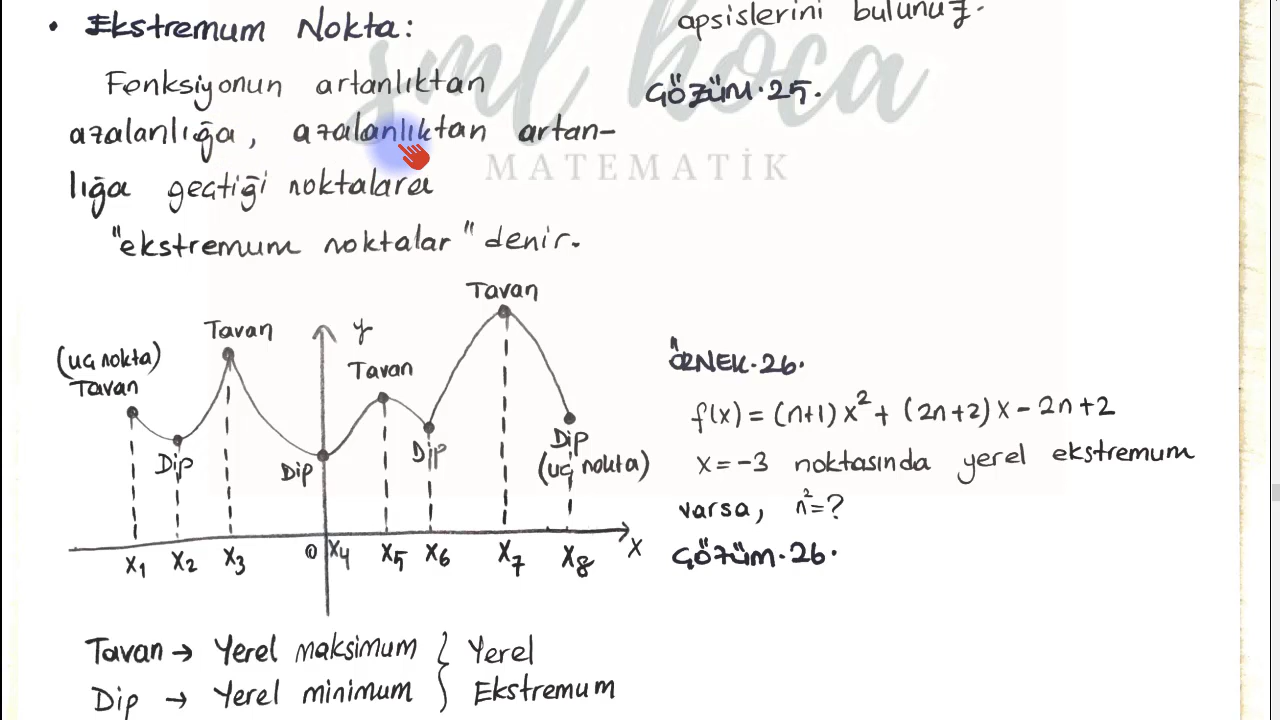 • Ekstremum Nokta:
Fonksiyonun artanlıktan
azalanlığa, azalanlıktan artan-
lığa geçtiği noktalara
"ekstremum noktalar" denir.
Tavan
Tavan
y
(uç nokta)
Tavan
Tavan
Dip
Dip
Dip
Dip
(uç nokta)
x1 x2 x3 0 x4 x5 x6 x7 x8 x
Tavan → Yerel maksimum } Yerel
Dip → Yerel minimum } Ekstremum
apsislerini bulunuz.
ÇÖZÜM.25.
sml hoca
MATEMATİK
ÖRNEK.26.
f(x) = (n+1)x² + (2n+2)x - 2n+2
x = -3 noktasında yerel ekstremum
varsa, n² = ?
ÇÖZÜM.26.